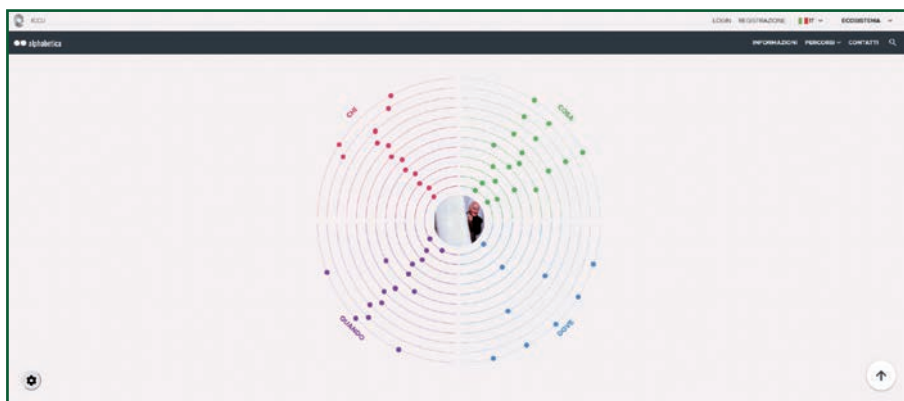 ICCU
LOGIN REGISTRAZIONE IT ECOSISTEMA
alphabetica
INFORMAZIONI PERCORSI CONTATTI
CHI
COSA
QUANDO
DOVE